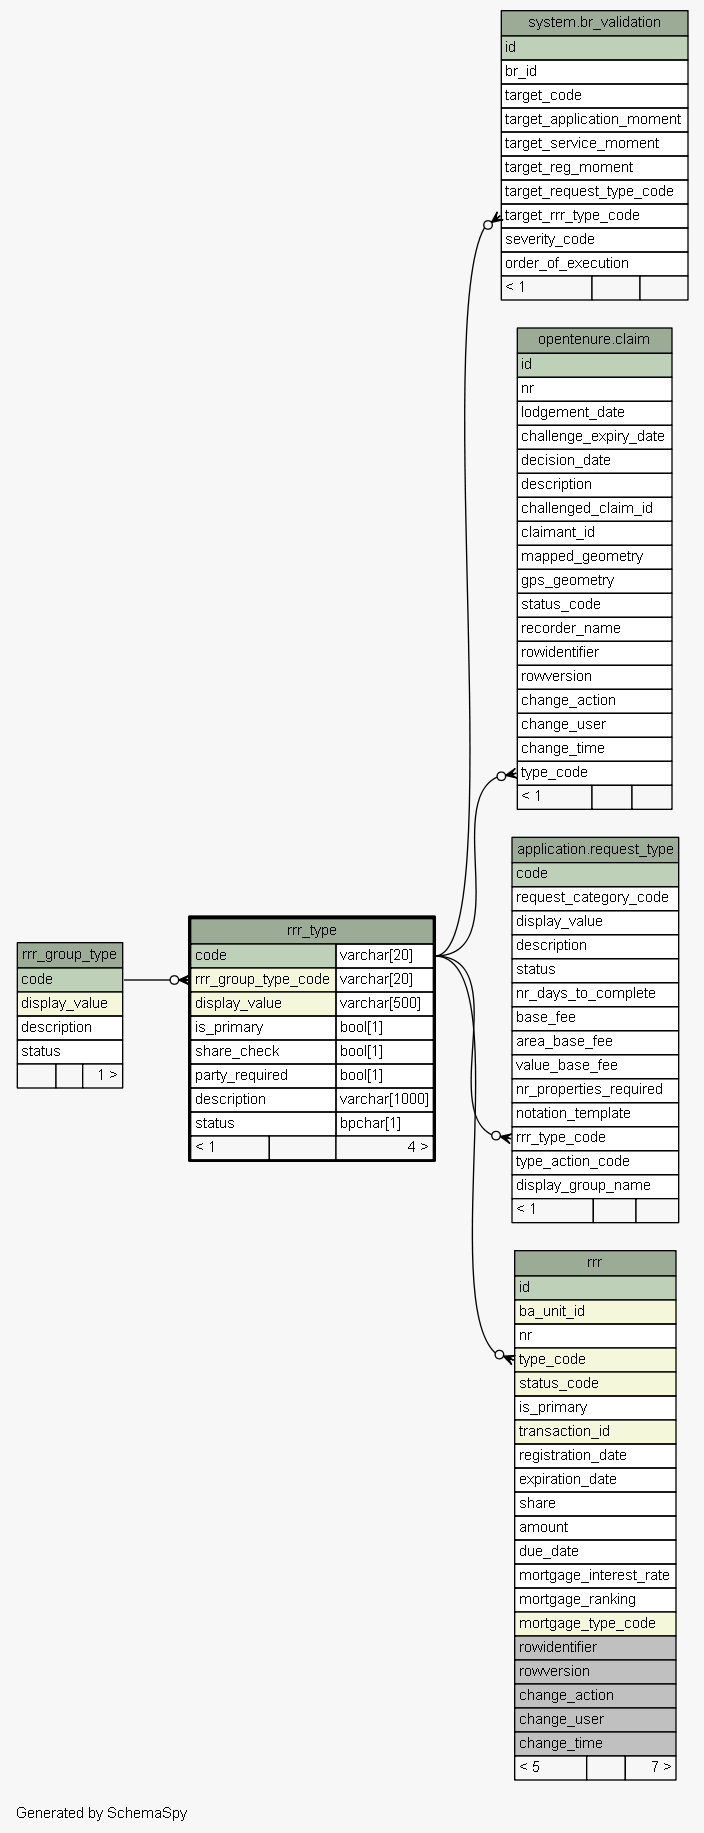 system.br_validation
id
br_id
target_code
target_application_moment
target_service_moment
target_reg_moment
target_request_type_code
target_rrr_type_code
severity_code
order_of_execution
< 1
opentenure.claim
id
nr
lodgement_date
challenge_expiry_date
decision_date
description
challenged_claim_id
claimant_id
mapped_geometry
gps_geometry
status_code
recorder_name
rowidentifier
rowversion
change_action
change_user
change_time
type_code
< 1
application.request_type
code
request_category_code
display_value
description
status
nr_days_to_complete
base_fee
area_base_fee
value_base_fee
nr_properties_required
notation_template
rrr_type_code
type_action_code
display_group_name
< 1
rrr_group_type
code
display_value
description
status
1 >
rrr_type
code varchar[20]
rrr_group_type_code varchar[20]
display_value varchar[500]
is_primary bool[1]
share_check bool[1]
party_required bool[1]
description varchar[1000]
status bpchar[1]
< 1 4 >
rrr
id
ba_unit_id
nr
type_code
status_code
is_primary
transaction_id
registration_date
expiration_date
share
amount
due_date
mortgage_interest_rate
mortgage_ranking
mortgage_type_code
rowidentifier
rowversion
change_action
change_user
change_time
< 5 7 >
Generated by SchemaSpy